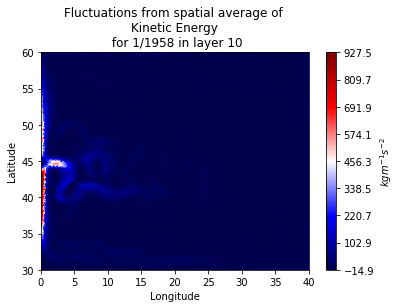 Fluctuations from spatial average of
Kinetic Energy
for 1/1958 in layer 10
60
55
50
45
40
35
30
Latitude
0 5 10 15 20 25 30 35 40
Longitude
927.5
809.6
691.9
574.1
456.3
338.5
220.7
102.9
−14.9
kgm⁻¹s⁻²